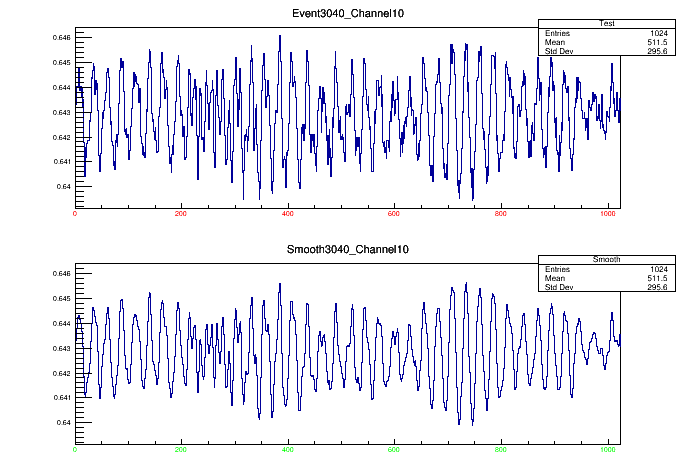 Event3040_Channel10
Test
Entries 1024
Mean 511.5
Std Dev 295.6
0.646
0.645
0.644
0.643
0.642
0.641
0.64
0 200 400 600 800 1000
Smooth3040_Channel10
Smooth
Entries 1024
Mean 511.5
Std Dev 295.6
0.646
0.645
0.644
0.643
0.642
0.641
0.64
0 200 400 600 800 1000